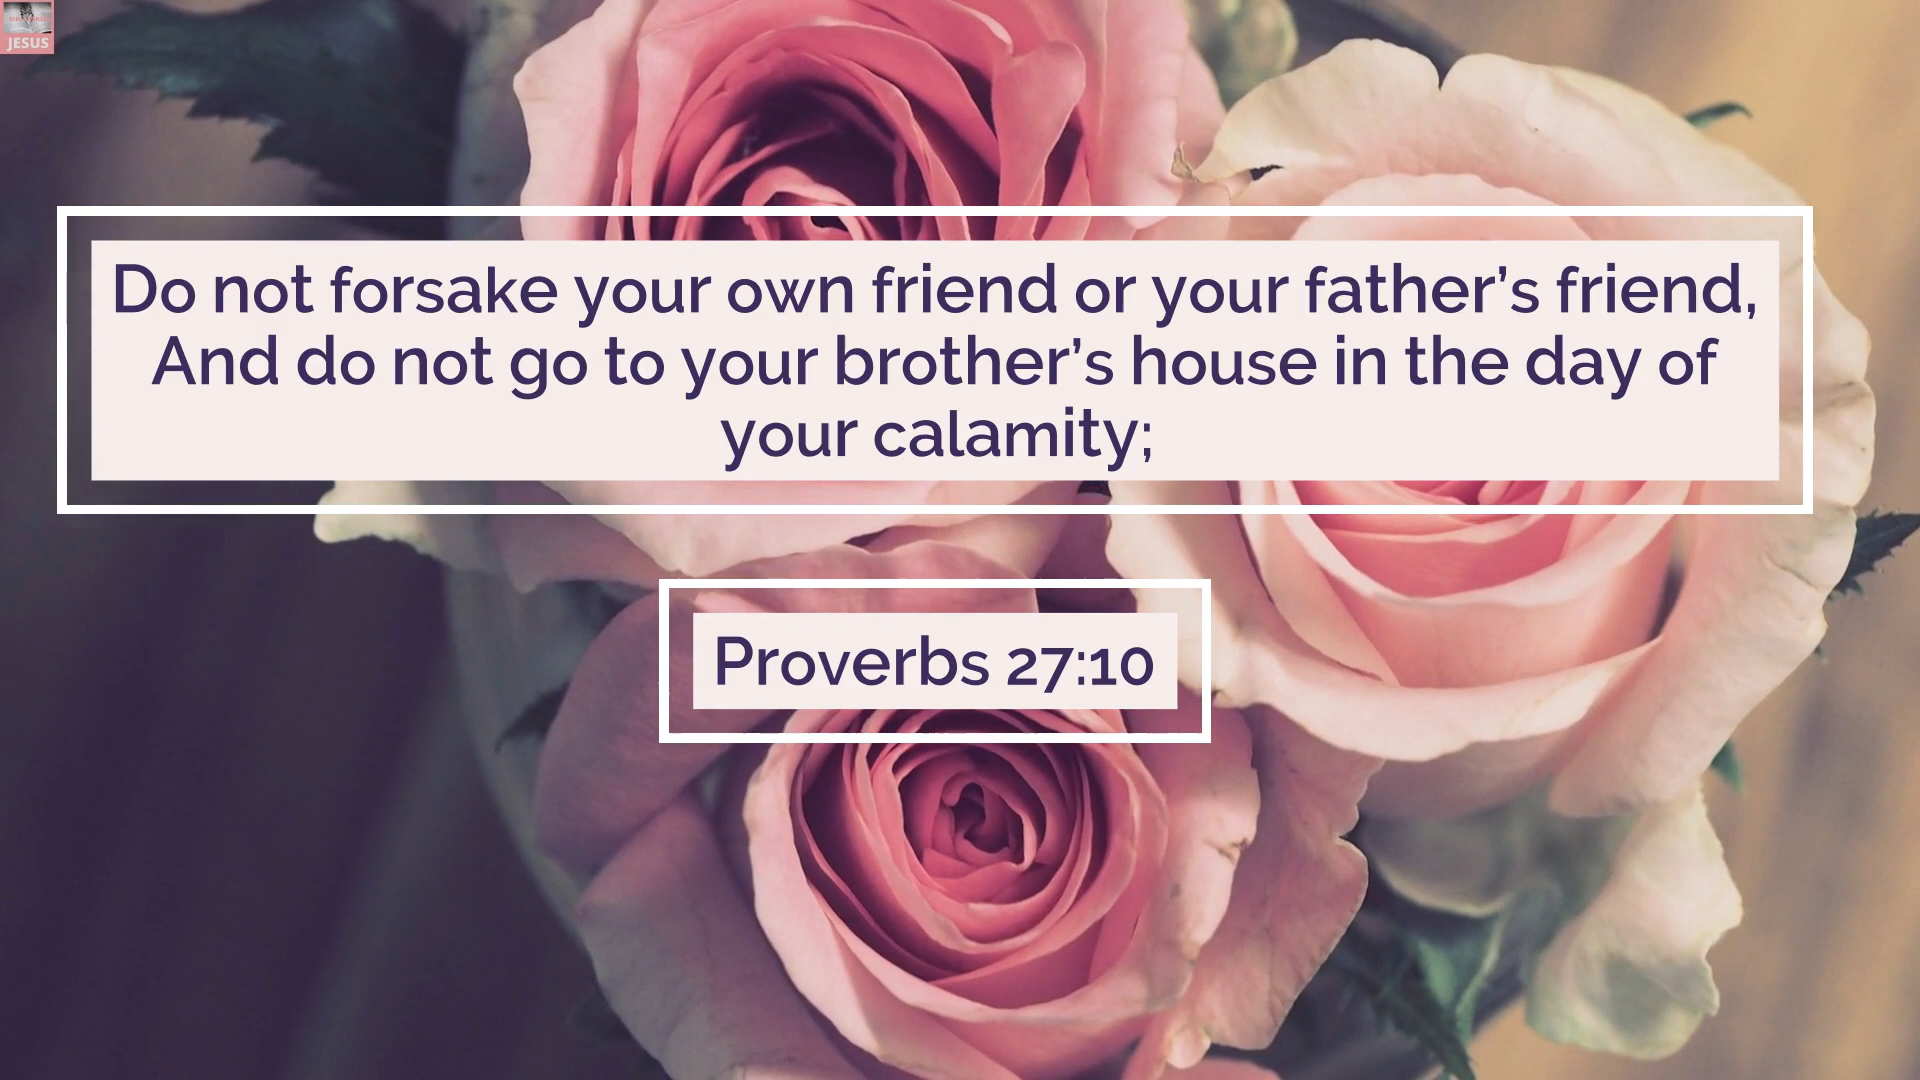 JESUS
Do not forsake your own friend or your father’s friend,
And do not go to your brother’s house in the day of
your calamity;
Proverbs 27:10